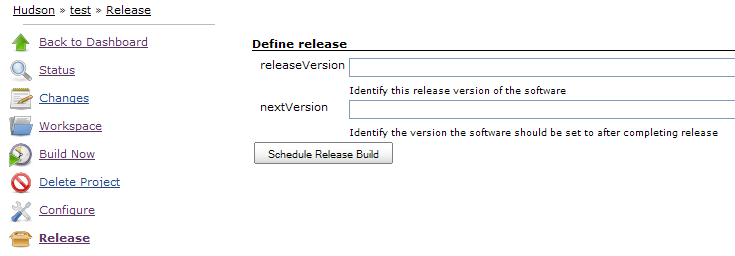 Hudson » test » Release
Back to Dashboard
Status
Changes
Workspace
Build Now
Delete Project
Configure
Release
Define release
releaseVersion
Identify this release version of the software
nextVersion
Identify the version the software should be set to after completing release
Schedule Release Build